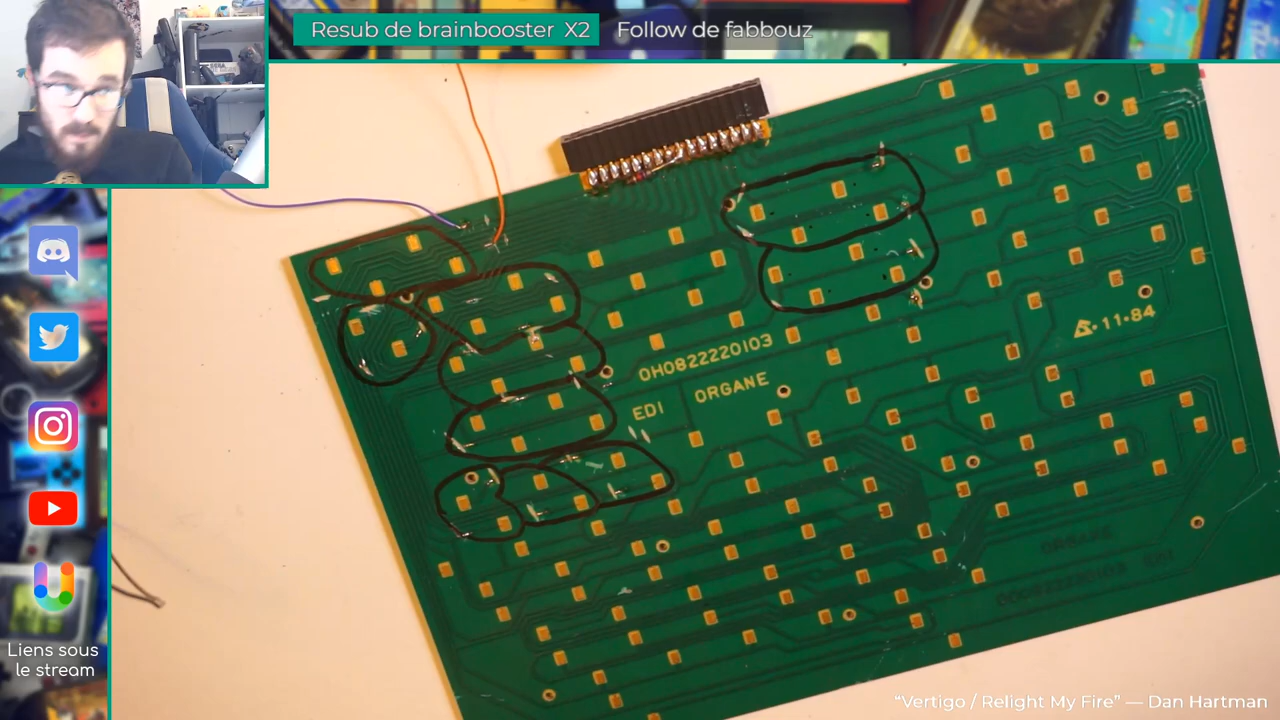 Resub de brainbooster X2
Follow de fabbouz
SEGA
0H0822220103
EDI ORGANE
11·84
Liens sous
le stream
“Vertigo / Relight My Fire” — Dan Hartman